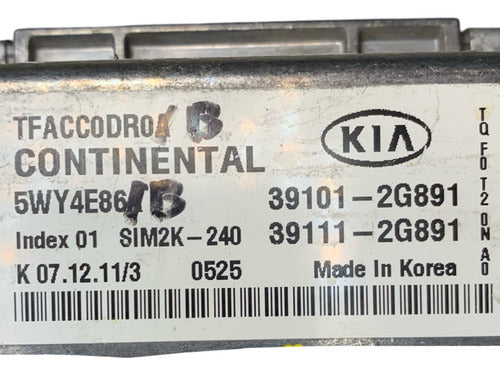 TFACC0DR0A/B
KIA
CONTINENTAL
5WY4E86/B
39101-2G891
Index 01 SIM2K-240
39111-2G891
K 07.12.11/3 0525
Made In Korea
TQ F0 T2 0N A0